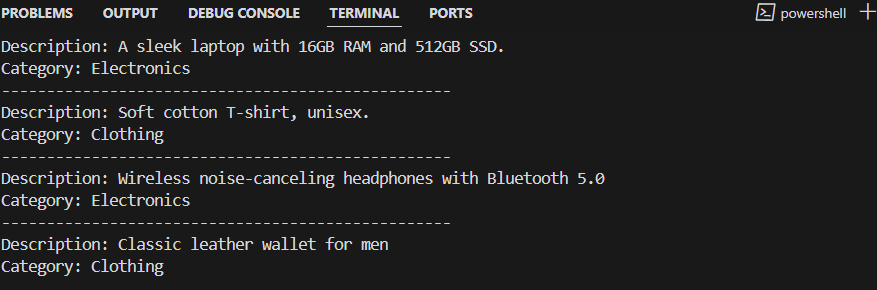 PROBLEMS OUTPUT DEBUG CONSOLE TERMINAL PORTS powershell +
Description: A sleek laptop with 16GB RAM and 512GB SSD.
Category: Electronics
--------------------------------------------------
Description: Soft cotton T-shirt, unisex.
Category: Clothing
--------------------------------------------------
Description: Wireless noise-canceling headphones with Bluetooth 5.0
Category: Electronics
--------------------------------------------------
Description: Classic leather wallet for men
Category: Clothing